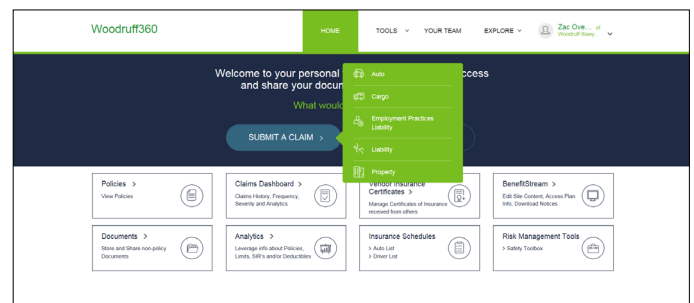 Woodruff360
HOME
TOOLS
YOUR TEAM
EXPLORE
Zac Ove... of
Woodruff-Sawy...
Welcome to your personal
cess
and share your docun
What would
SUBMIT A CLAIM >
Auto
Cargo
Employment Practices
Liability
Liability
Property
Policies >
View Policies
Claims Dashboard >
Claims History, Frequency,
Severity and Analytics
Vendor Insurance
Certificates >
Manage Certificates of Insurance
received from others
BenefitStream >
Edit Site Content, Access Plan
Info, Download Notices
Documents >
Store and Share non-policy
Documents
Analytics >
Leverage info about Policies,
Limits, SIR's and/or Deductibles
Insurance Schedules
> Auto List
> Driver List
Risk Management Tools
> Safety Toolbox